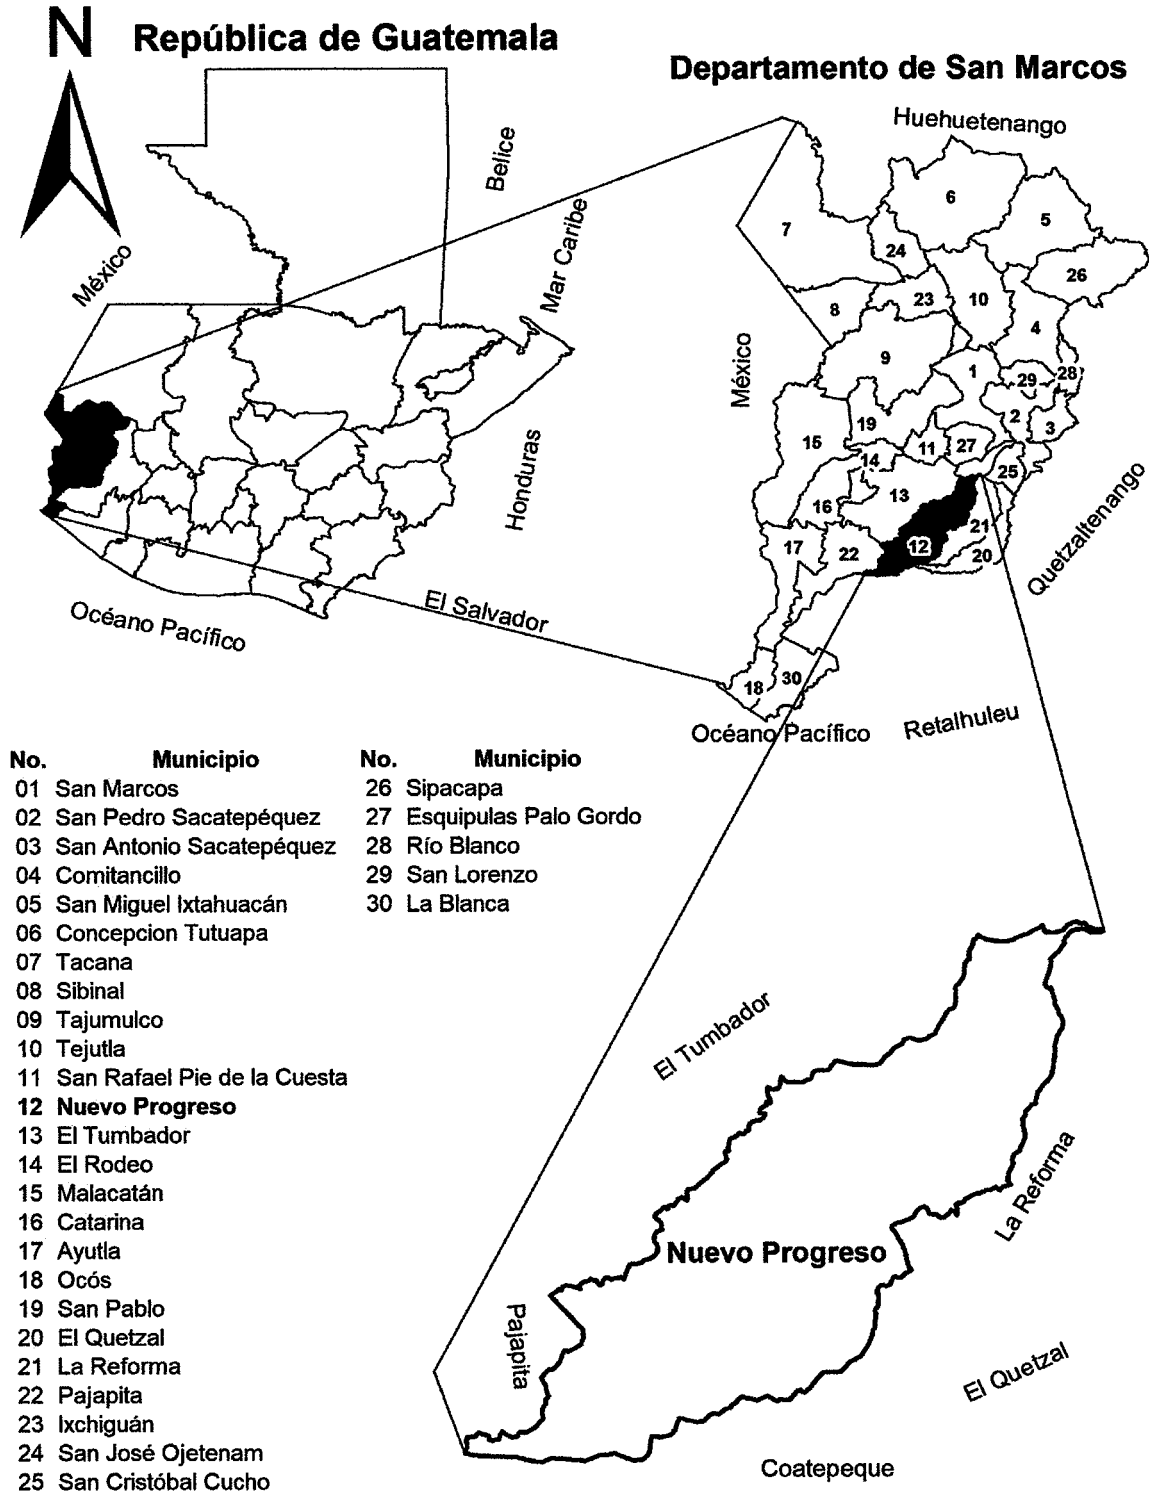 N
República de Guatemala
Departamento de San Marcos
Huehuetenango
Belice
Mar Caribe
México
Honduras
El Salvador
Océano Pacífico
México
Quetzaltenango
Retalhuleu
Océano Pacífico
6
5
7
24
26
23
10
8
4
9
1
29
28
2
3
19
15
11
27
14
25
13
16
21
12
17
22
20
18
30
No. Municipio
01 San Marcos
02 San Pedro Sacatepéquez
03 San Antonio Sacatepéquez
04 Comitancillo
05 San Miguel Ixtahuacán
06 Concepcion Tutuapa
07 Tacana
08 Sibinal
09 Tajumulco
10 Tejutla
11 San Rafael Pie de la Cuesta
12 Nuevo Progreso
13 El Tumbador
14 El Rodeo
15 Malacatán
16 Catarina
17 Ayutla
18 Ocós
19 San Pablo
20 El Quetzal
21 La Reforma
22 Pajapita
23 Ixchiguán
24 San José Ojetenam
25 San Cristóbal Cucho
No. Municipio
26 Sipacapa
27 Esquipulas Palo Gordo
28 Río Blanco
29 San Lorenzo
30 La Blanca
El Tumbador
La Reforma
Nuevo Progreso
Pajapita
El Quetzal
Coatepeque